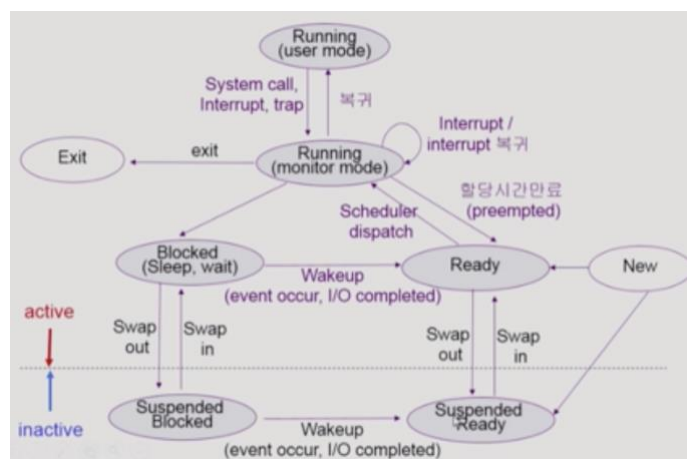 Running
(user mode)
System call,
Interrupt, trap
복귀
Interrupt /
interrupt 복귀
Exit
exit
Running
(monitor mode)
할당시간만료
(preempted)
Scheduler
dispatch
Blocked
(Sleep, wait)
Wakeup
(event occur, I/O completed)
Ready
New
active
Swap
out
Swap
in
Swap
out
Swap
in
inactive
Suspended
Blocked
Wakeup
(event occur, I/O completed)
Suspended
Ready